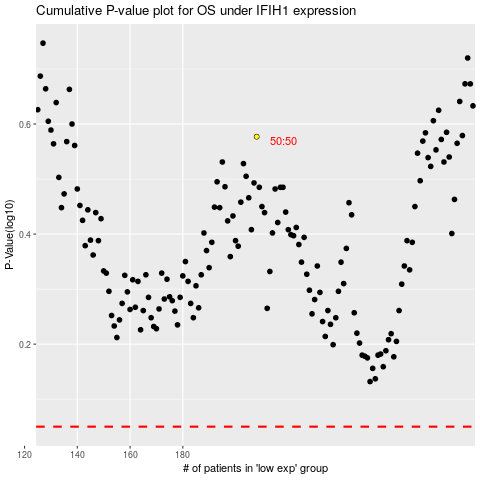 Cumulative P-value plot for OS under IFIH1 expression
P-Value(log10)
0.6
0.4
0.2
50:50
120 140 160 180
# of patients in 'low exp' group